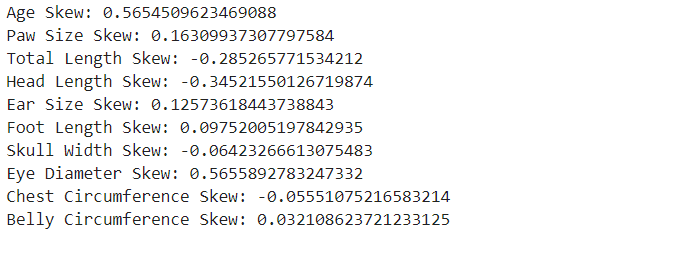 Age Skew: 0.5654509623469088
Paw Size Skew: 0.16309937307797584
Total Length Skew: -0.285265771534212
Head Length Skew: -0.34521550126719874
Ear Size Skew: 0.12573618443738843
Foot Length Skew: 0.09752005197842935
Skull Width Skew: -0.06423266613075483
Eye Diameter Skew: 0.5655892783247332
Chest Circumference Skew: -0.05551075216583214
Belly Circumference Skew: 0.032108623721233125